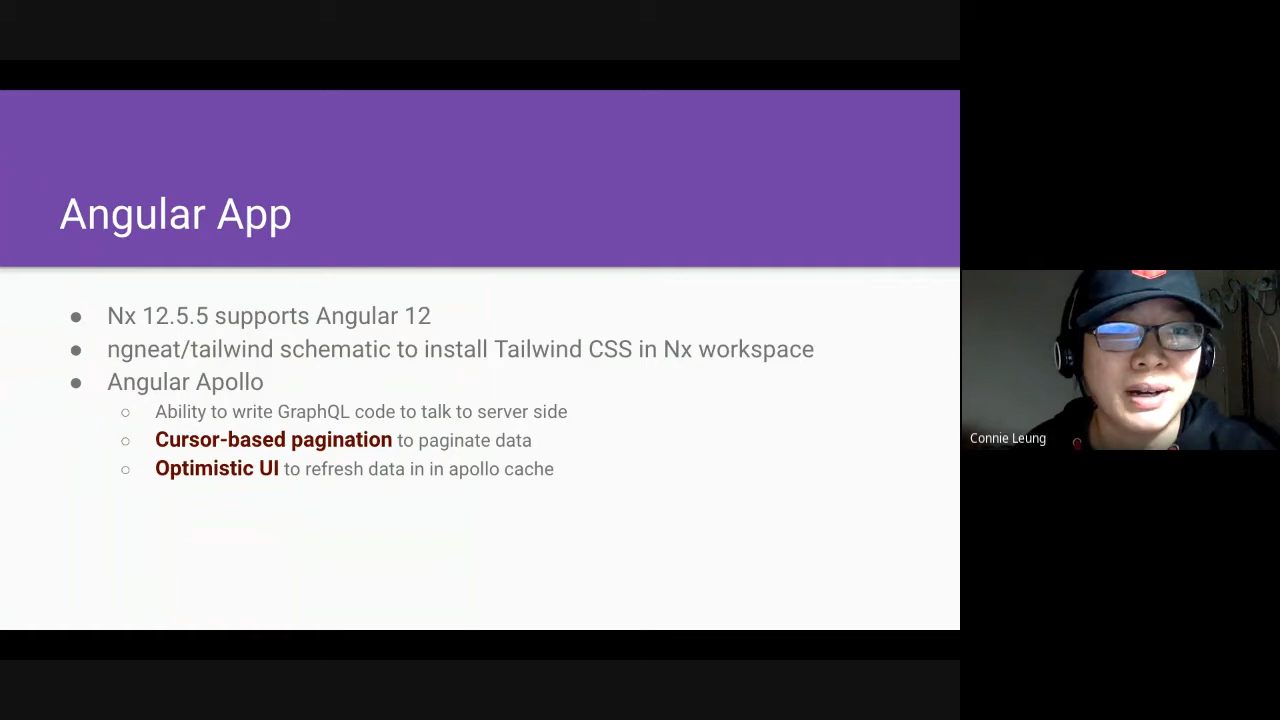 Angular App
Nx 12.5.5 supports Angular 12
ngneat/tailwind schematic to install Tailwind CSS in Nx workspace
Angular Apollo
Ability to write GraphQL code to talk to server side
Cursor-based pagination to paginate data
Optimistic UI to refresh data in in apollo cache
Connie Leung